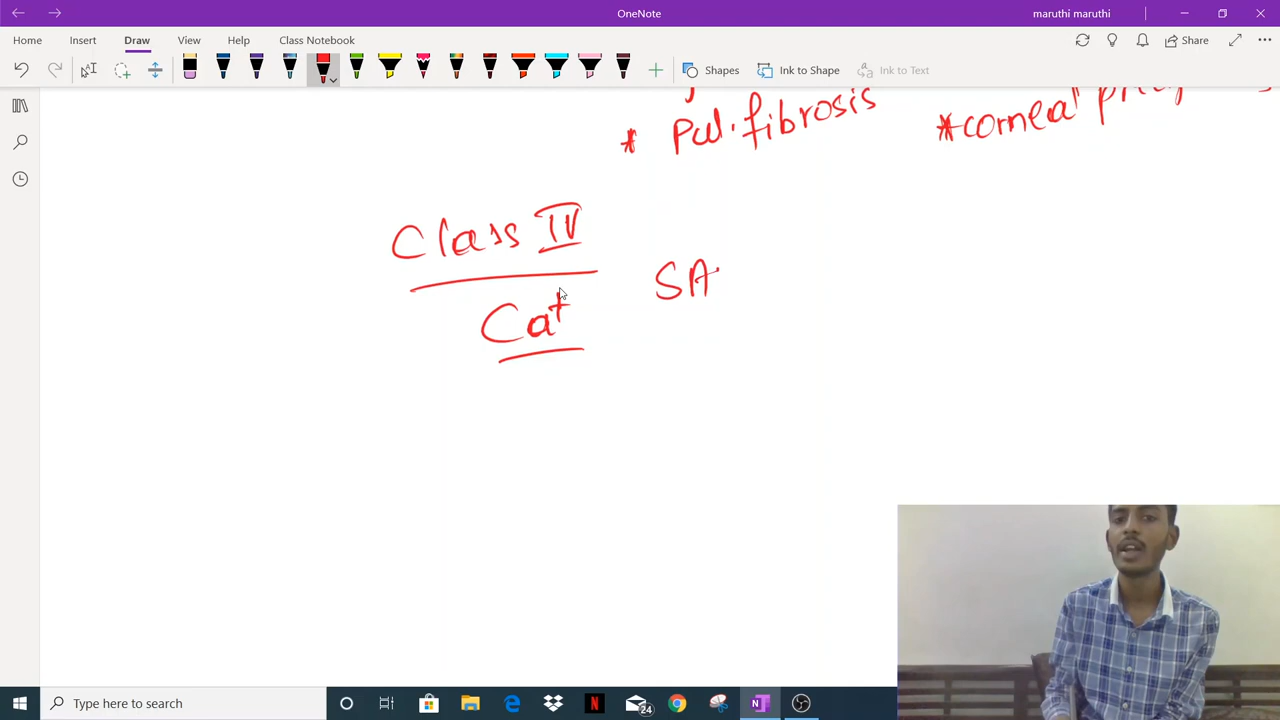 OneNote
maruthi maruthi
Home Insert Draw View Help Class Notebook
Share
Shapes Ink to Shape Ink to Text
* Pul. fibrosis
Class IV
SA
Ca+
Type here to search
24